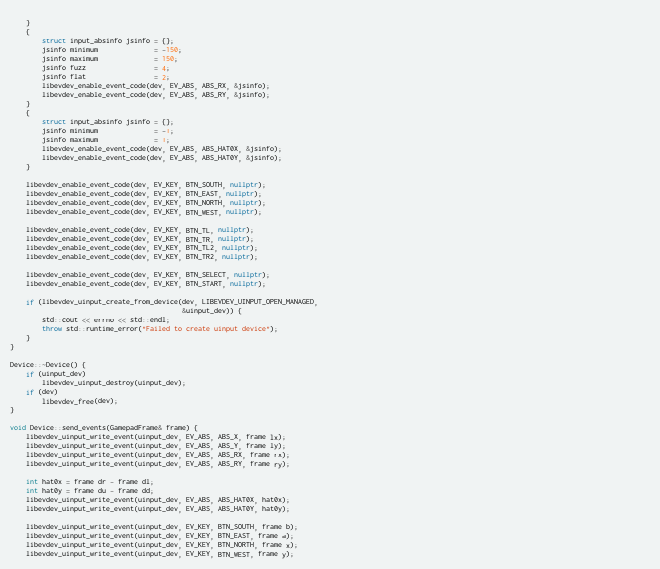 }
{
struct input_absinfo jsinfo = {};
jsinfo minimum = -150;
jsinfo maximum = 150;
jsinfo fuzz = 4;
jsinfo flat = 2;
libevdev_enable_event_code(dev, EV_ABS, ABS_RX, &jsinfo);
libevdev_enable_event_code(dev, EV_ABS, ABS_RY, &jsinfo);
}
{
struct input_absinfo jsinfo = {};
jsinfo minimum = -1;
jsinfo maximum = 1;
libevdev_enable_event_code(dev, EV_ABS, ABS_HAT0X, &jsinfo);
libevdev_enable_event_code(dev, EV_ABS, ABS_HAT0Y, &jsinfo);
}
libevdev_enable_event_code(dev, EV_KEY, BTN_SOUTH, nullptr);
libevdev_enable_event_code(dev, EV_KEY, BTN_EAST, nullptr);
libevdev_enable_event_code(dev, EV_KEY, BTN_NORTH, nullptr);
libevdev_enable_event_code(dev, EV_KEY, BTN_WEST, nullptr);
libevdev_enable_event_code(dev, EV_KEY, BTN_TL, nullptr);
libevdev_enable_event_code(dev, EV_KEY, BTN_TR, nullptr);
libevdev_enable_event_code(dev, EV_KEY, BTN_TL2, nullptr);
libevdev_enable_event_code(dev, EV_KEY, BTN_TR2, nullptr);
libevdev_enable_event_code(dev, EV_KEY, BTN_SELECT, nullptr);
libevdev_enable_event_code(dev, EV_KEY, BTN_START, nullptr);
if (libevdev_uinput_create_from_device(dev, LIBEVDEV_UINPUT_OPEN_MANAGED,
&uinput_dev)) {
std::cout << errno << std::endl;
throw std::runtime_error("Failed to create uinput device");
}
}
Device::~Device() {
if (uinput_dev)
libevdev_uinput_destroy(uinput_dev);
if (dev)
libevdev_free(dev);
}
void Device::send_events(GamepadFrame& frame) {
libevdev_uinput_write_event(uinput_dev, EV_ABS, ABS_X, frame lx);
libevdev_uinput_write_event(uinput_dev, EV_ABS, ABS_Y, frame ly);
libevdev_uinput_write_event(uinput_dev, EV_ABS, ABS_RX, frame rx);
libevdev_uinput_write_event(uinput_dev, EV_ABS, ABS_RY, frame ry);
int hat0x = frame dr - frame dl;
int hat0y = frame du - frame dd;
libevdev_uinput_write_event(uinput_dev, EV_ABS, ABS_HAT0X, hat0x);
libevdev_uinput_write_event(uinput_dev, EV_ABS, ABS_HAT0Y, hat0y);
libevdev_uinput_write_event(uinput_dev, EV_KEY, BTN_SOUTH, frame b);
libevdev_uinput_write_event(uinput_dev, EV_KEY, BTN_EAST, frame a);
libevdev_uinput_write_event(uinput_dev, EV_KEY, BTN_NORTH, frame x);
libevdev_uinput_write_event(uinput_dev, EV_KEY, BTN_WEST, frame y);